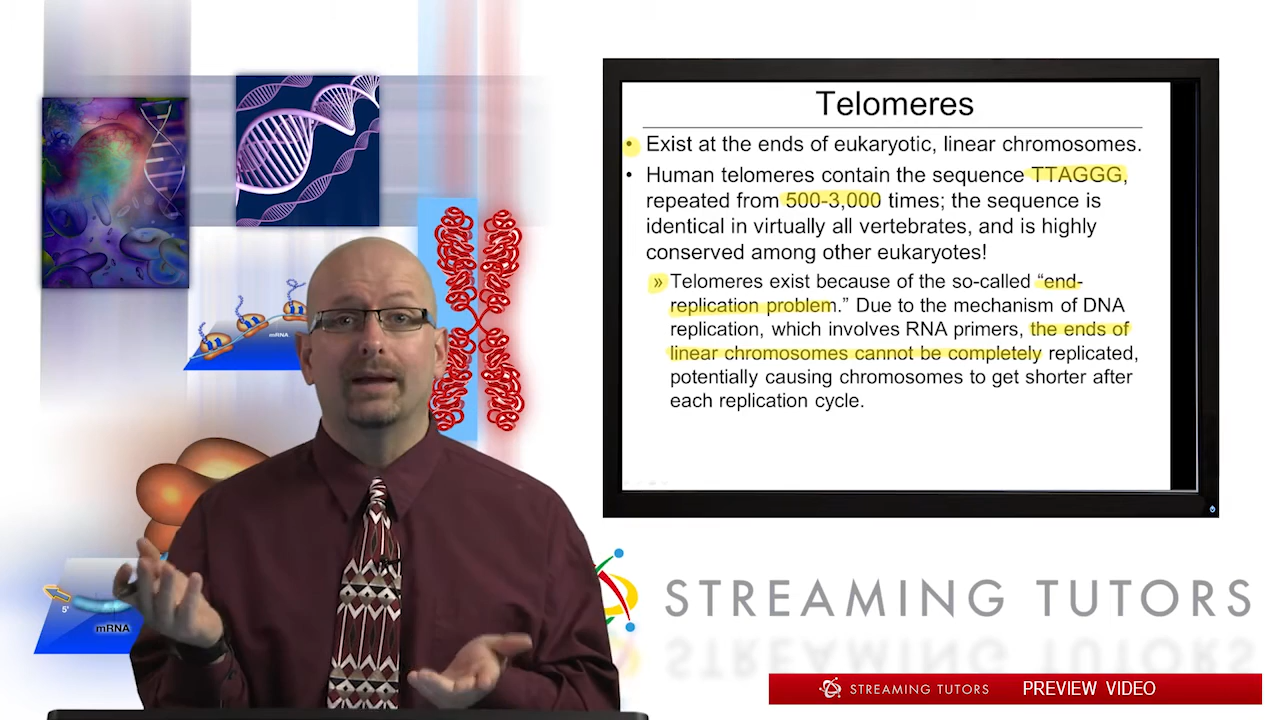 Telomeres
• Exist at the ends of eukaryotic, linear chromosomes.
• Human telomeres contain the sequence TTAGGG,
repeated from 500-3,000 times; the sequence is
identical in virtually all vertebrates, and is highly
conserved among other eukaryotes!
» Telomeres exist because of the so-called “end-
replication problem.” Due to the mechanism of DNA
replication, which involves RNA primers, the ends of
linear chromosomes cannot be completely replicated,
potentially causing chromosomes to get shorter after
each replication cycle.
mRNA
5'
mRNA
STREAMING TUTORS
STREAMING TUTORS PREVIEW VIDEO